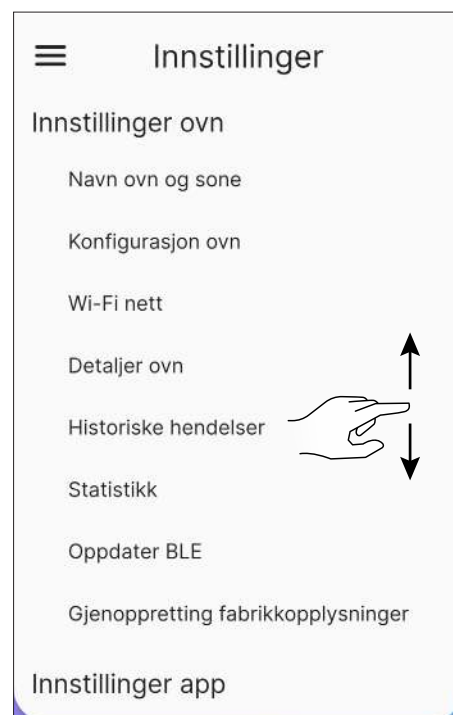 Innstillinger
Innstillinger ovn
Navn ovn og sone
Konfigurasjon ovn
Wi-Fi nett
Detaljer ovn
Historiske hendelser
Statistikk
Oppdater BLE
Gjenoppretting fabrikkopplysninger
Innstillinger app